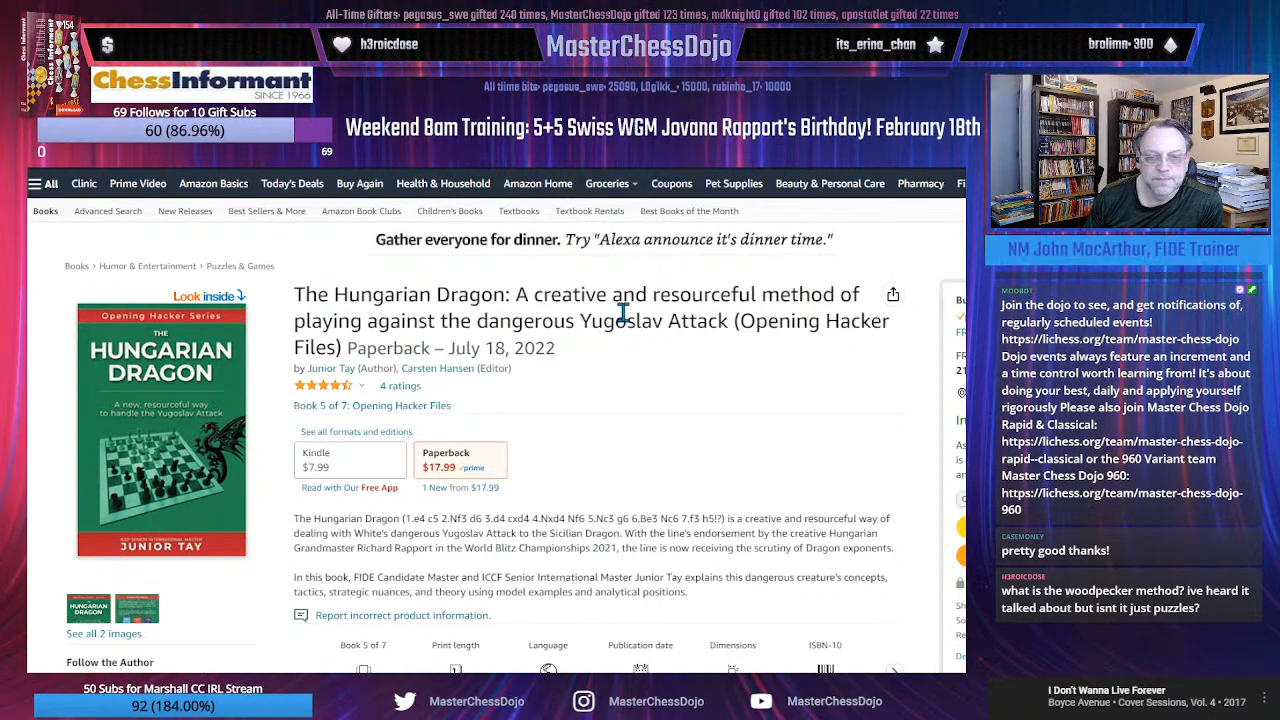 All-Time Gifters• pegosus_swe gifted 240 times, MasterChessDojo gifted 123 times, mdknight0 gifted 102 times, apostatlet gifted 22 times
154
$
h3roicdose
MasterChessDojo
its_erina_chan
brolimn• 300
ChessInformant
SINCE 1966
All tiime bits• pegosus_swe• 25090, L0g1kk_• 15000, rubinho_17• 10000
69 Follows for 10 Gift Subs
60 (86.96%)
0
69
Weekend 8am Training: 5+5 Swiss WGM Jovana Rapport's Birthday! February 18th
All Clinic Prime Video Amazon Basics Today's Deals Buy Again Health & Household Amazon Home Groceries Coupons Pet Supplies Beauty & Personal Care Pharmacy Fi
Books Advanced Search New Releases Best Sellers & More Amazon Book Clubs Children's Books Textbooks Textbook Rentals Best Books of the Month
Gather everyone for dinner. Try "Alexa announce it's dinner time."
Books › Humor & Entertainment › Puzzles & Games
Look inside
Opening Hacker Series
THE
HUNGARIAN
DRAGON
A new, resourceful way
to handle the Yugoslav Attack
ICCF SENIOR INTERNATIONAL MASTER
JUNIOR TAY
See all 2 images
Follow the Author
The Hungarian Dragon: A creative and resourceful method of
playing against the dangerous Yugoslav Attack (Opening Hacker
Files) Paperback – July 18, 2022
by Junior Tay (Author), Carsten Hansen (Editor)
4 ratings
Book 5 of 7: Opening Hacker Files
See all formats and editions
Kindle
$7.99
Paperback
$17.99 prime
Read with Our Free App
1 New from $17.99
The Hungarian Dragon (1.e4 c5 2.Nf3 d6 3.d4 cxd4 4.Nxd4 Nf6 5.Nc3 g6 6.Be3 Nc6 7.f3 h5!?) is a creative and resourceful way of
dealing with White's dangerous Yugoslav Attack to the Sicilian Dragon. With the line's endorsement by the creative Hungarian
Grandmaster Richard Rapport in the World Blitz Championships 2021, the line is now receiving the scrutiny of Dragon exponents.
In this book, FIDE Candidate Master and ICCF Senior International Master Junior Tay explains this dangerous creature's concepts,
tactics, strategic nuances, and theory using model examples and analytical positions.
Report incorrect product information.
Book 5 of 7 Print length Language Publication date Dimensions ISBN-10
NM John MacArthur, FIDE Trainer
MOOBOT
Join the dojo to see, and get notifications of,
regularly scheduled events!
https://lichess.org/team/master-chess-dojo
Dojo events always feature an increment and
a time control worth learning from! It's about
doing your best, daily and applying yourself
rigorously Please also join Master Chess Dojo
Rapid & Classical:
https://lichess.org/team/master-chess-dojo-
rapid--classical or the 960 Variant team
Master Chess Dojo 960:
https://lichess.org/team/master-chess-dojo-
960
CASEMONEY
pretty good thanks!
H3ROICDOSE
what is the woodpecker method? ive heard it
talked about but isnt it just puzzles?
50 Subs for Marshall CC IRL Stream
92 (184.00%)
MasterChessDojo
MasterChessDojo
MasterChessDojo
I Don't Wanna Live Forever
Boyce Avenue • Cover Sessions, Vol. 4 • 2017